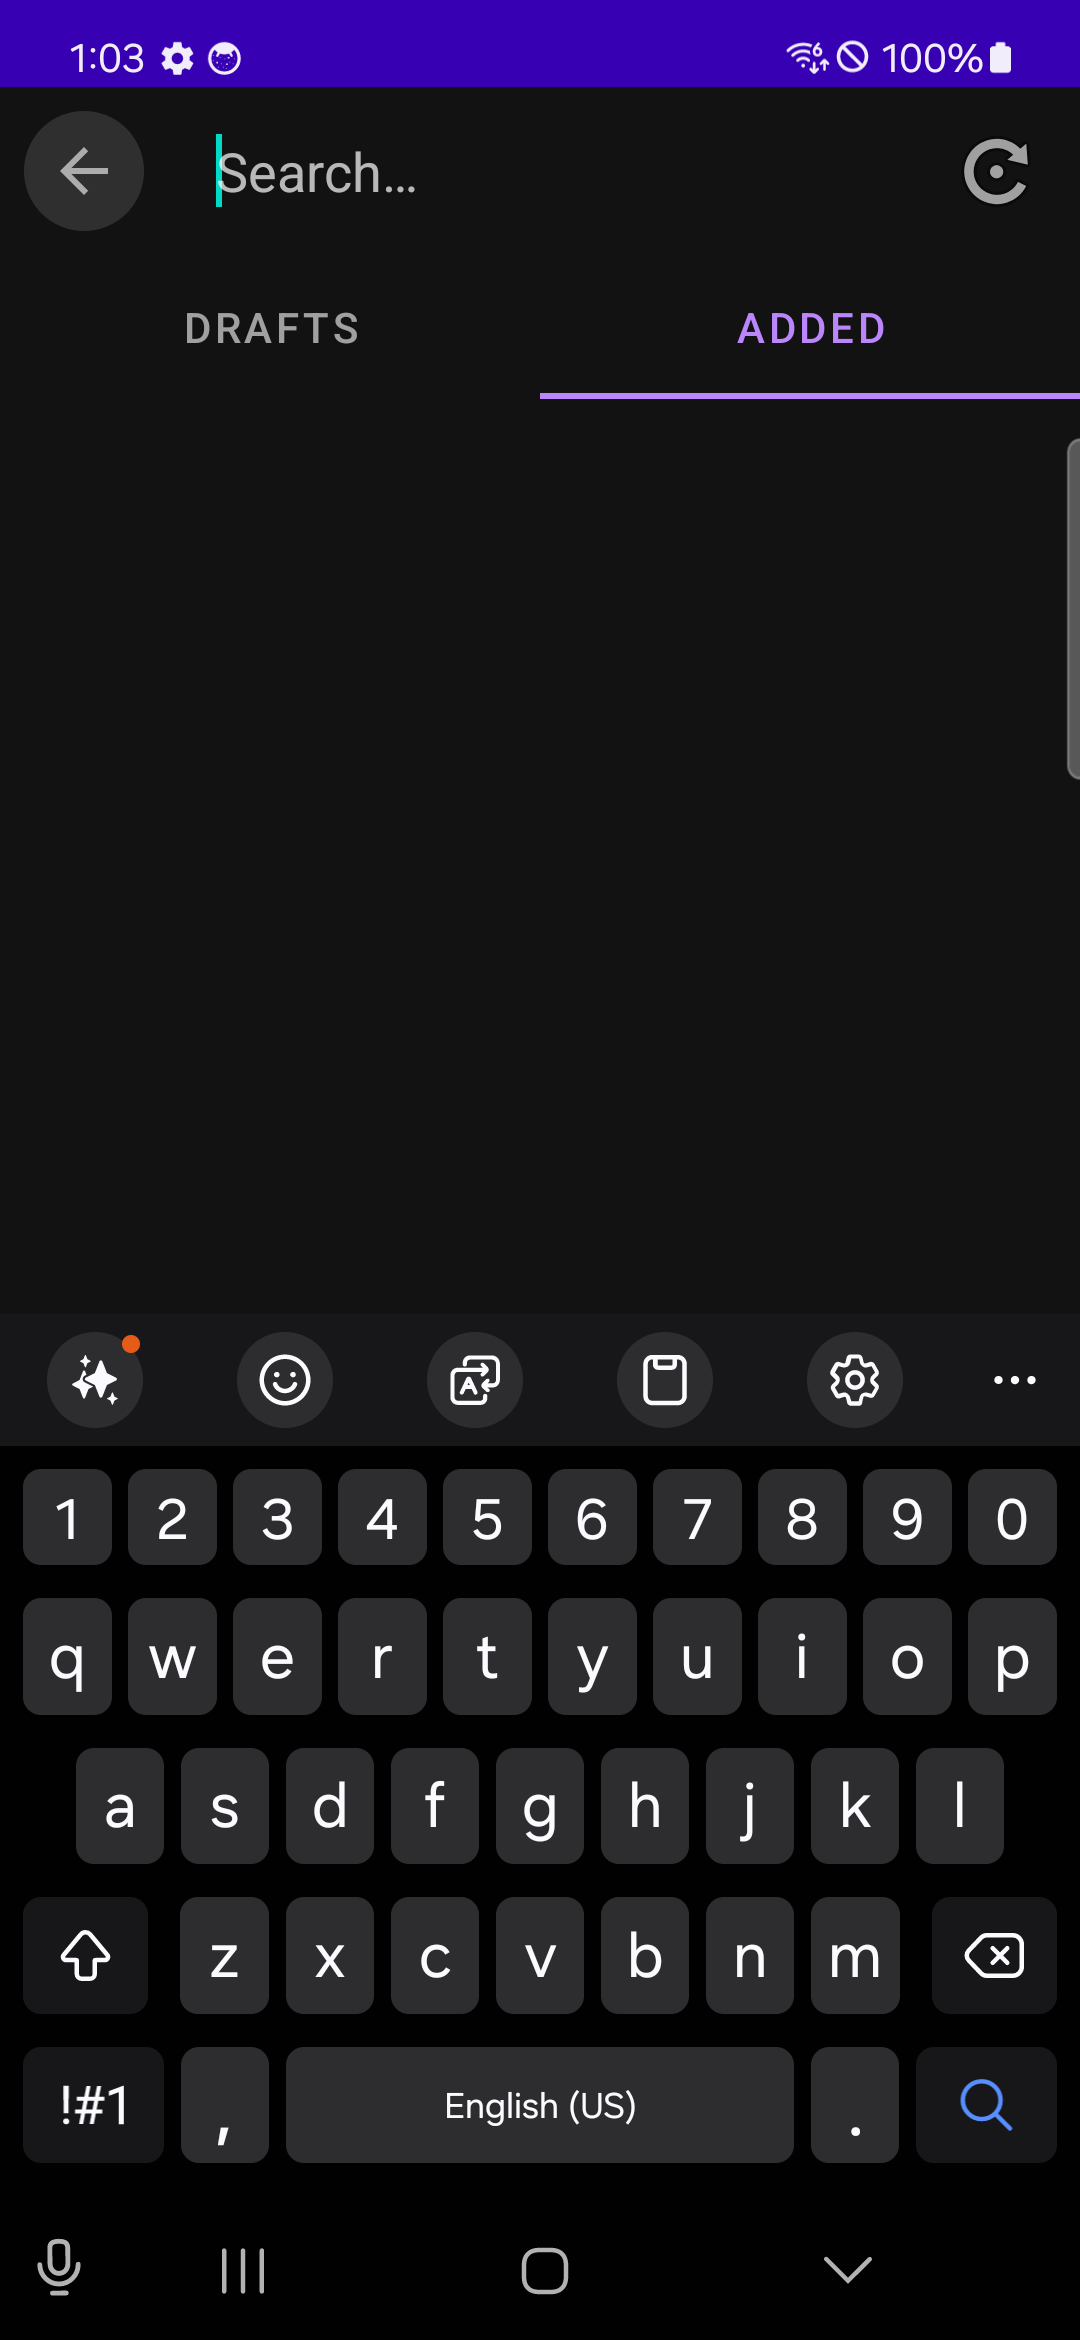 1:03 100%
Search...
DRAFTS ADDED
1 2 3 4 5 6 7 8 9 0
q w e r t y u i o p
a s d f g h j k l
z x c v b n m
!#1 , English (US) .